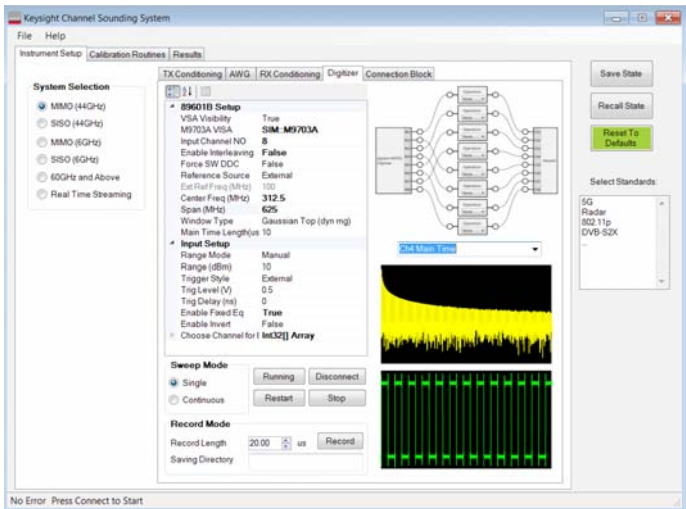 Keysight Channel Sounding System
File Help
Instrument Setup Calibration Routines Results
TX Conditioning AWG RX Conditioning Digitizer Connection Block
System Selection
MIMO (44GHz)
SISO (44GHz)
MIMO (6GHz)
SISO (6GHz)
60GHz and Above
Real Time Streaming
89601B Setup
VSA Visibility True
M9703A VISA SIM::M9703A
Input Channel NO 8
Enable Interleaving False
Force SW DDC False
Reference Source External
Ext Ref Freq (MHz) 100
Center Freq (MHz) 312.5
Span (MHz) 625
Window Type Gaussian Top (dyn rng)
Main Time Length(us 10
Input Setup
Range Mode Manual
Range (dBm) 10
Trigger Style External
Trig Level (V) 0.5
Trig Delay (ns) 0
Enable Fixed Eq True
Enable Invert False
Choose Channel for I Int32[] Array
Ch4 Main Time
Sweep Mode
Single
Continuous
Running Disconnect
Restart Stop
Record Mode
Record Length 20.00 us Record
Saving Directory
Save State
Recall State
Reset To
Defaults
Select Standards:
5G
Radar
802.11p
DVB-S2X
...
No Error Press Connect to Start